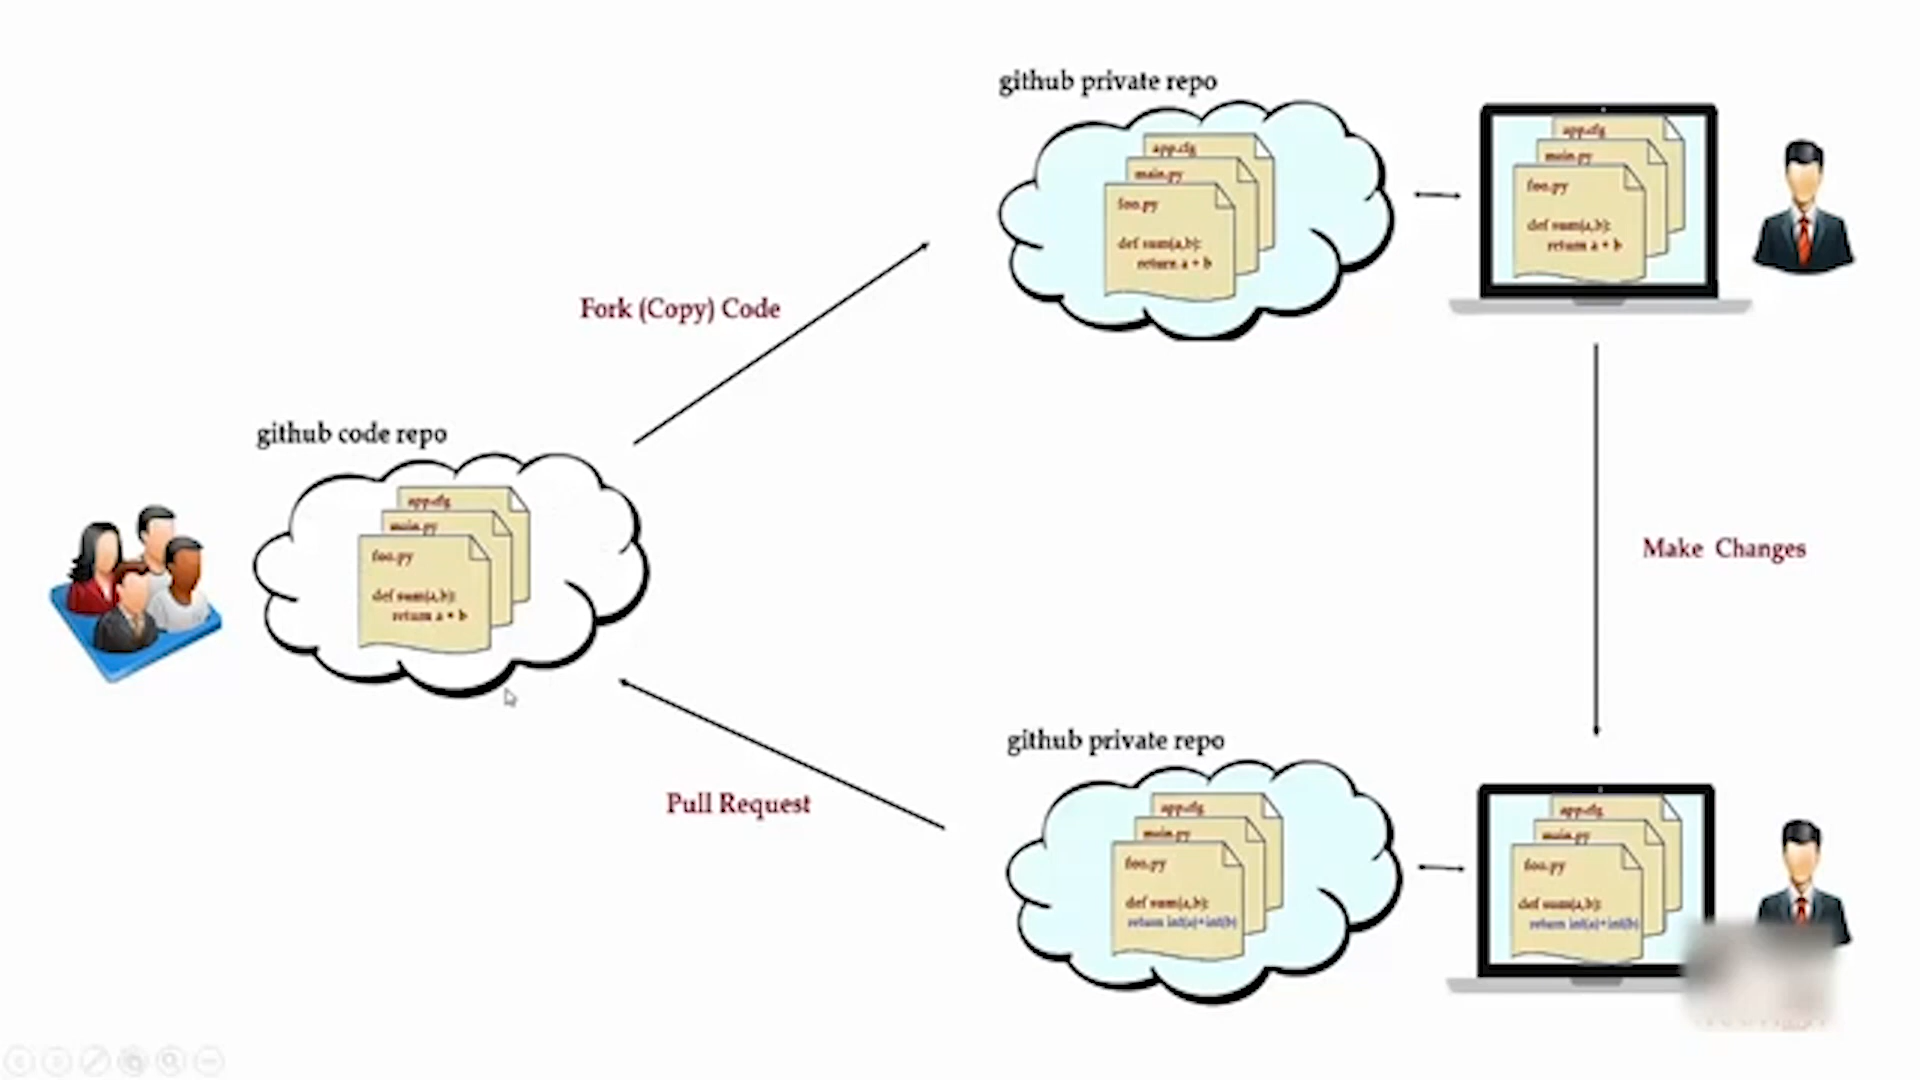 github private repo
app.cfg
main.py
foo.py
def sum(a,b):
return a + b
app.cfg
main.py
foo.py
def sum(a,b):
return a + b
Fork (Copy) Code
github code repo
app.cfg
main.py
foo.py
def sum(a,b):
return a + b
Make Changes
Pull Request
github private repo
app.cfg
main.py
foo.py
def sum(a,b):
return int(a)+int(b)
app.cfg
main.py
foo.py
def sum(a,b):
return int(a)+int(b)